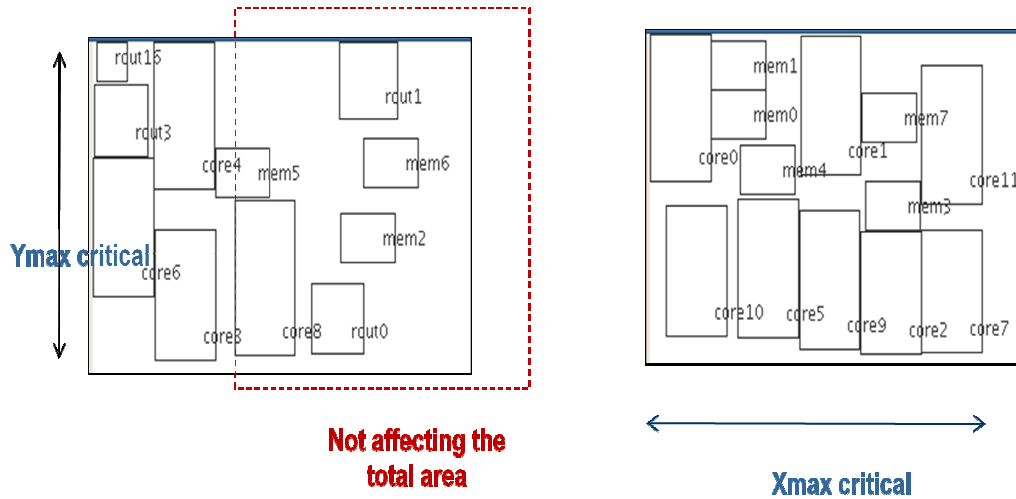 rout16
rout1
rout3
core4
mem5
mem6
mem2
Ymax critical
core6
core3
core8
rout0
Not affecting the
total area
mem1
mem0
mem7
core0
core1
mem4
core11
mem3
core10
core5
core9
core2
core7
Xmax critical